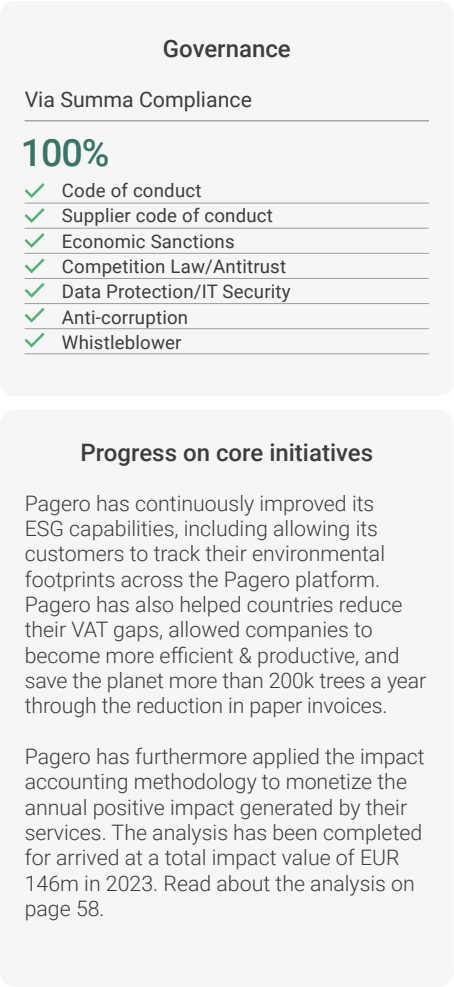 Governance
Via Summa Compliance
100%
Code of conduct
Supplier code of conduct
Economic Sanctions
Competition Law/Antitrust
Data Protection/IT Security
Anti-corruption
Whistleblower
Progress on core initiatives
Pagero has continuously improved its
ESG capabilities, including allowing its
customers to track their environmental
footprints across the Pagero platform.
Pagero has also helped countries reduce
their VAT gaps, allowed companies to
become more efficient & productive, and
save the planet more than 200k trees a year
through the reduction in paper invoices.
Pagero has furthermore applied the impact
accounting methodology to monetize the
annual positive impact generated by their
services. The analysis has been completed
for arrived at a total impact value of EUR
146m in 2023. Read about the analysis on
page 58.